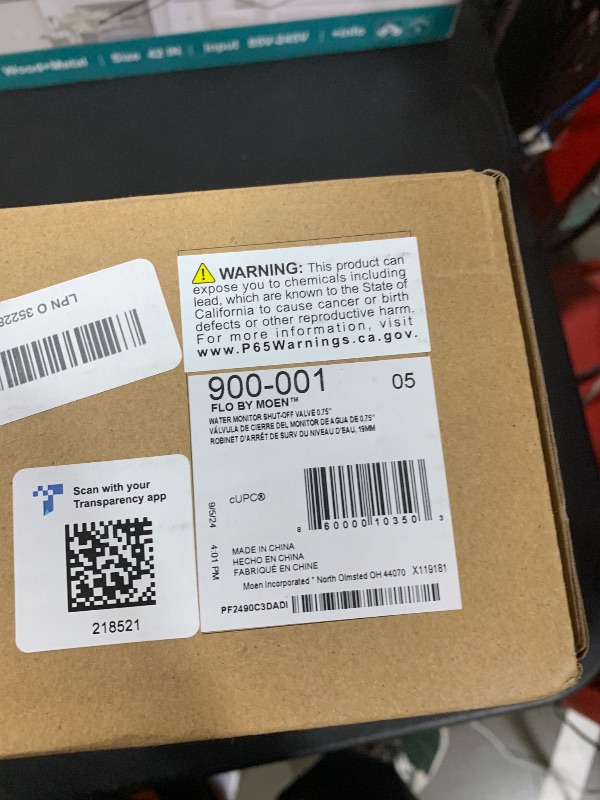 Wood+Metal | Size 42 IN | Input 85V-240V | +info
LPN O 35228
WARNING: This product can
expose you to chemicals including
lead, which are known to the State of
California to cause cancer or birth
defects or other reproductive harm.
For more information, visit
www.P65Warnings.ca.gov.
900-001 05
FLO BY MOEN™
WATER MONITOR SHUT-OFF VALVE 0.75"
VÁLVULA DE CIERRE DEL MONITOR DE AGUA DE 0.75"
ROBINET D'ARRÊT DE SURV DU NIVEAU D'EAU, 19MM
cUPC®
8 60000 10350 3
9/5/24 4:01 PM
MADE IN CHINA
HECHO EN CHINA
FABRIQUÉ EN CHINE
Moen Incorporated * North Olmsted OH 44070 X119181
PF2490C3DADI
Scan with your
Transparency app
218521